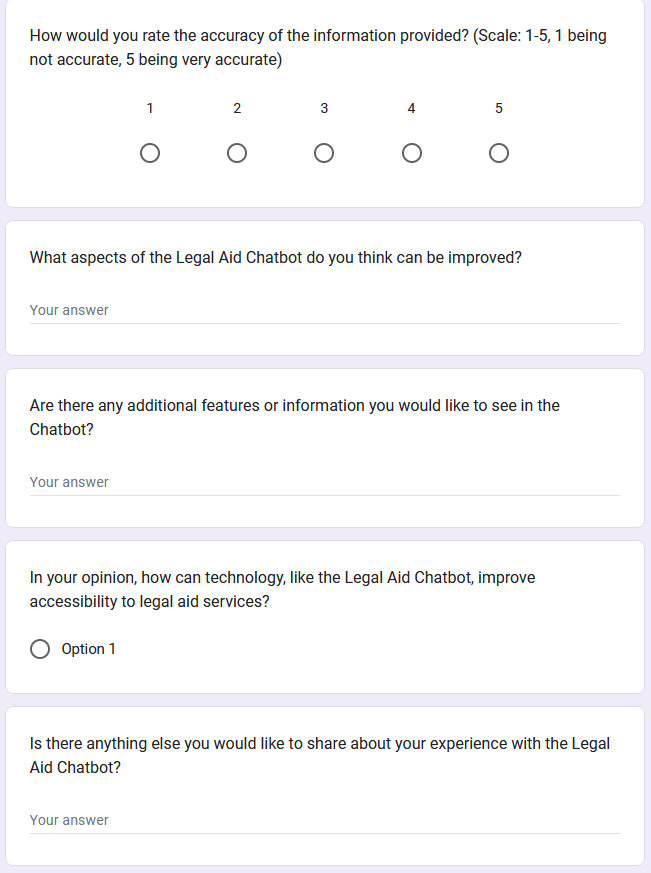 How would you rate the accuracy of the information provided? (Scale: 1-5, 1 being
not accurate, 5 being very accurate)
1 2 3 4 5
What aspects of the Legal Aid Chatbot do you think can be improved?
Your answer
Are there any additional features or information you would like to see in the
Chatbot?
Your answer
In your opinion, how can technology, like the Legal Aid Chatbot, improve
accessibility to legal aid services?
Option 1
Is there anything else you would like to share about your experience with the Legal
Aid Chatbot?
Your answer